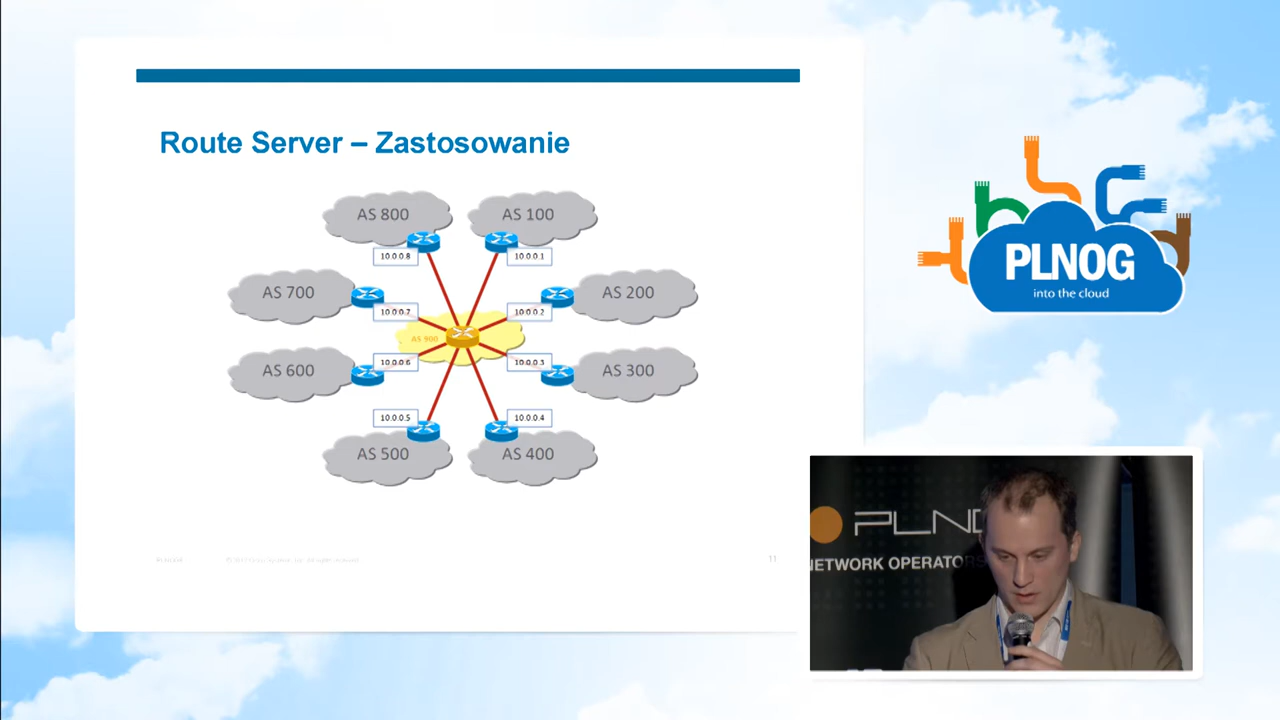 Route Server – Zastosowanie
AS 800
AS 100
10.0.0.8
10.0.0.1
AS 700
AS 200
10.0.0.7
10.0.0.2
AS 900
10.0.0.6
10.0.0.3
AS 600
AS 300
10.0.0.5
10.0.0.4
AS 500
AS 400
11
PLNOG
into the cloud
PLNO
NETWORK OPERATORS